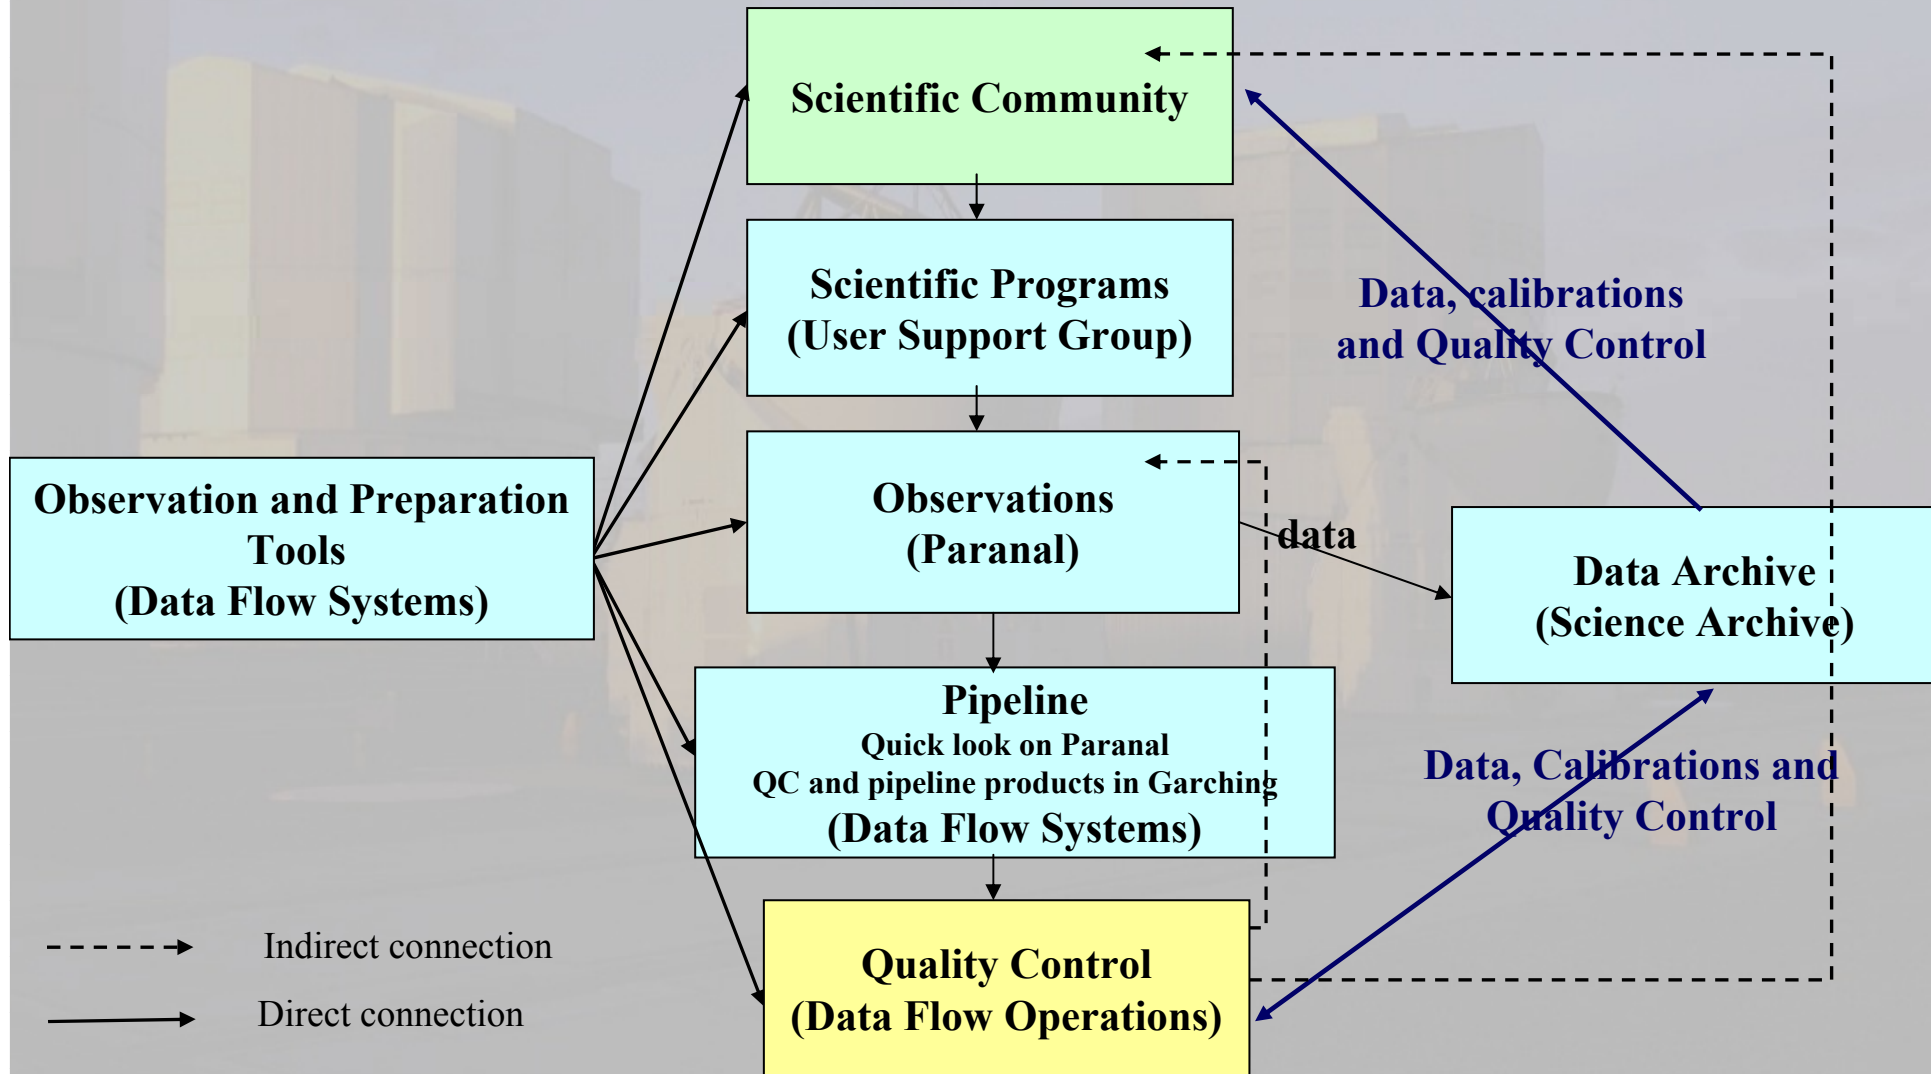 Scientific Community
Scientific Programs
(User Support Group)
Data, calibrations
and Quality Control
Observation and Preparation
Tools
(Data Flow Systems)
Observations
(Paranal)
data
Data Archive
(Science Archive)
Pipeline
Quick look on Paranal
QC and pipeline products in Garching
(Data Flow Systems)
Data, Calibrations and
Quality Control
Quality Control
(Data Flow Operations)
Indirect connection
Direct connection